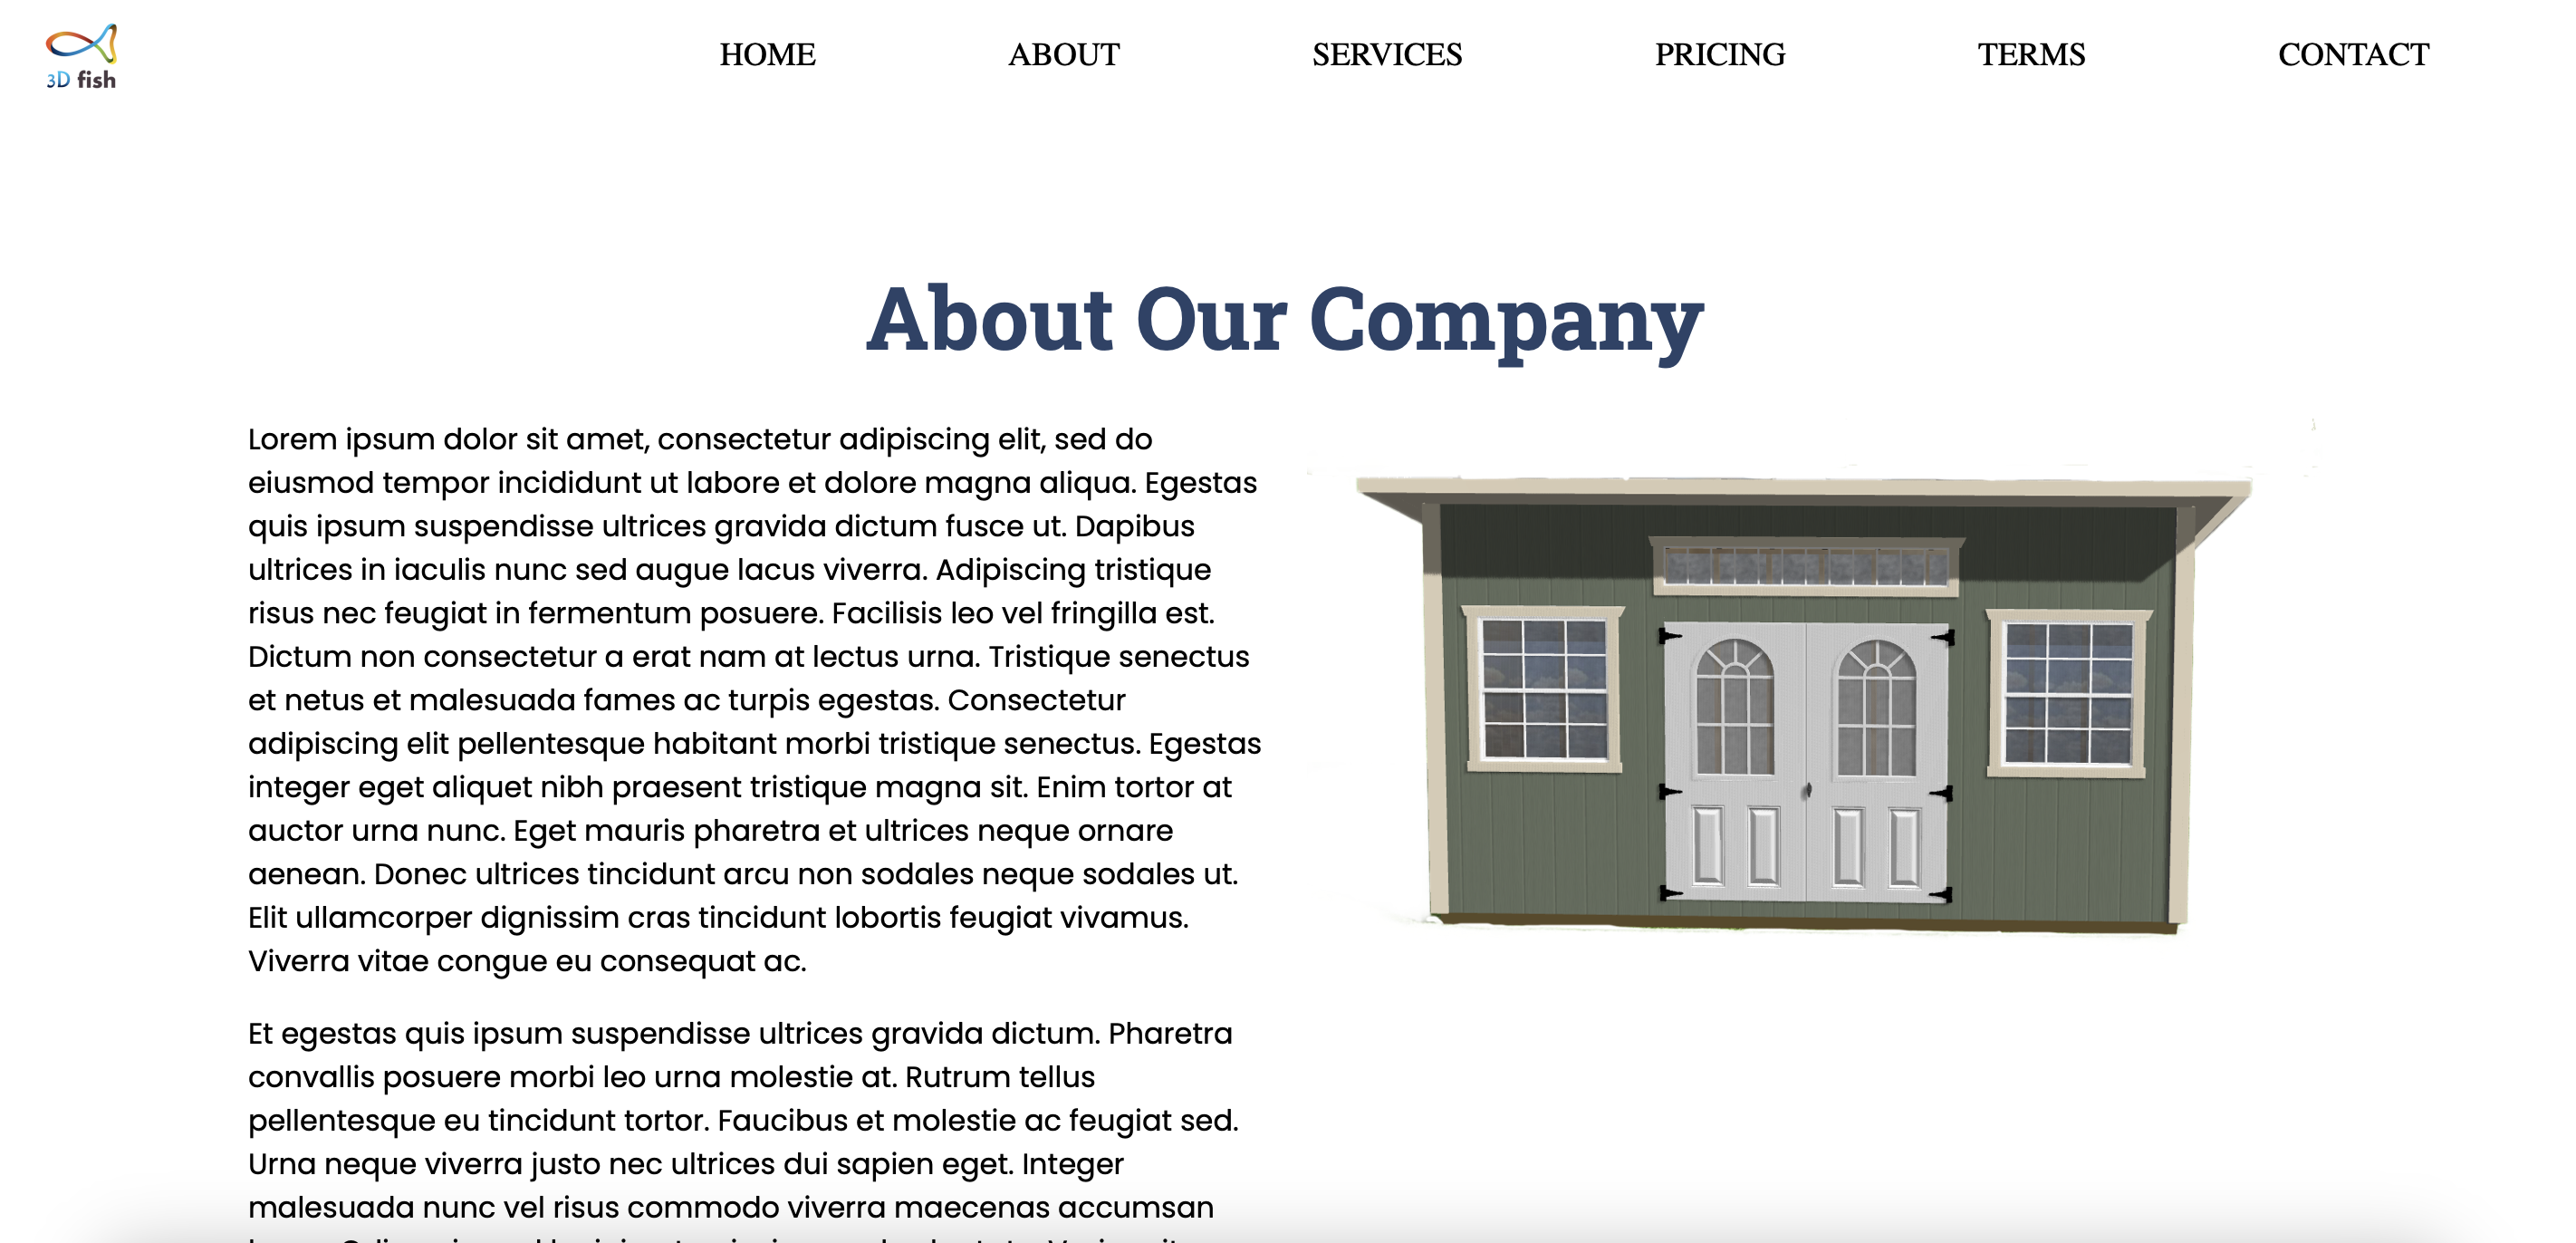 3D fish
HOME ABOUT SERVICES PRICING TERMS CONTACT
About Our Company
Lorem ipsum dolor sit amet, consectetur adipiscing elit, sed do
eiusmod tempor incididunt ut labore et dolore magna aliqua. Egestas
quis ipsum suspendisse ultrices gravida dictum fusce ut. Dapibus
ultrices in iaculis nunc sed augue lacus viverra. Adipiscing tristique
risus nec feugiat in fermentum posuere. Facilisis leo vel fringilla est.
Dictum non consectetur a erat nam at lectus urna. Tristique senectus
et netus et malesuada fames ac turpis egestas. Consectetur
adipiscing elit pellentesque habitant morbi tristique senectus. Egestas
integer eget aliquet nibh praesent tristique magna sit. Enim tortor at
auctor urna nunc. Eget mauris pharetra et ultrices neque ornare
aenean. Donec ultrices tincidunt arcu non sodales neque sodales ut.
Elit ullamcorper dignissim cras tincidunt lobortis feugiat vivamus.
Viverra vitae congue eu consequat ac.
Et egestas quis ipsum suspendisse ultrices gravida dictum. Pharetra
convallis posuere morbi leo urna molestie at. Rutrum tellus
pellentesque eu tincidunt tortor. Faucibus et molestie ac feugiat sed.
Urna neque viverra justo nec ultrices dui sapien eget. Integer
malesuada nunc vel risus commodo viverra maecenas accumsan